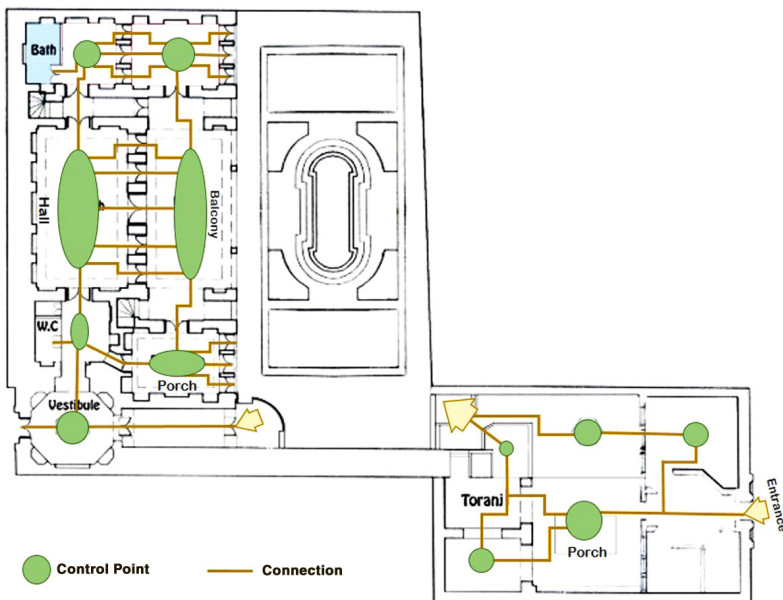 Bath
Hall
Balcony
W.C
Porch
Vestibule
Torani
Entrance
Porch
Control Point
Connection